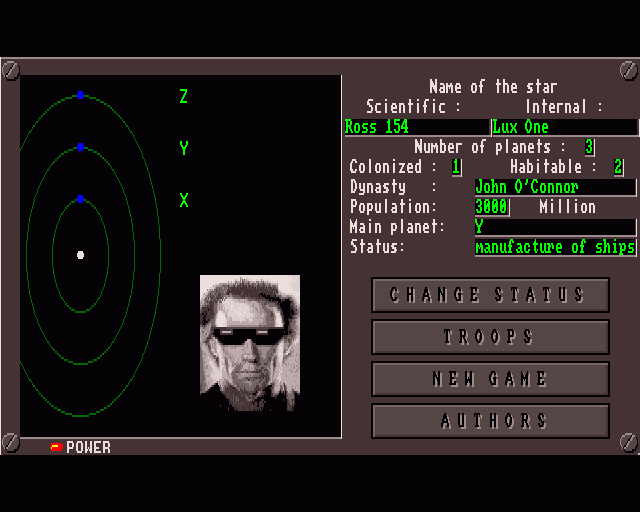 Z
Y
X
POWER
Name of the star
Scientific : Internal :
Ross 154 Lux One
Number of planets : 3
Colonized : 1 Habitable : 2
Dynasty : John O'Connor
Population: 3000 Million
Main planet: Y
Status: manufacture of ships
CHANGE STATUS
TROOPS
NEW GAME
AUTHORS